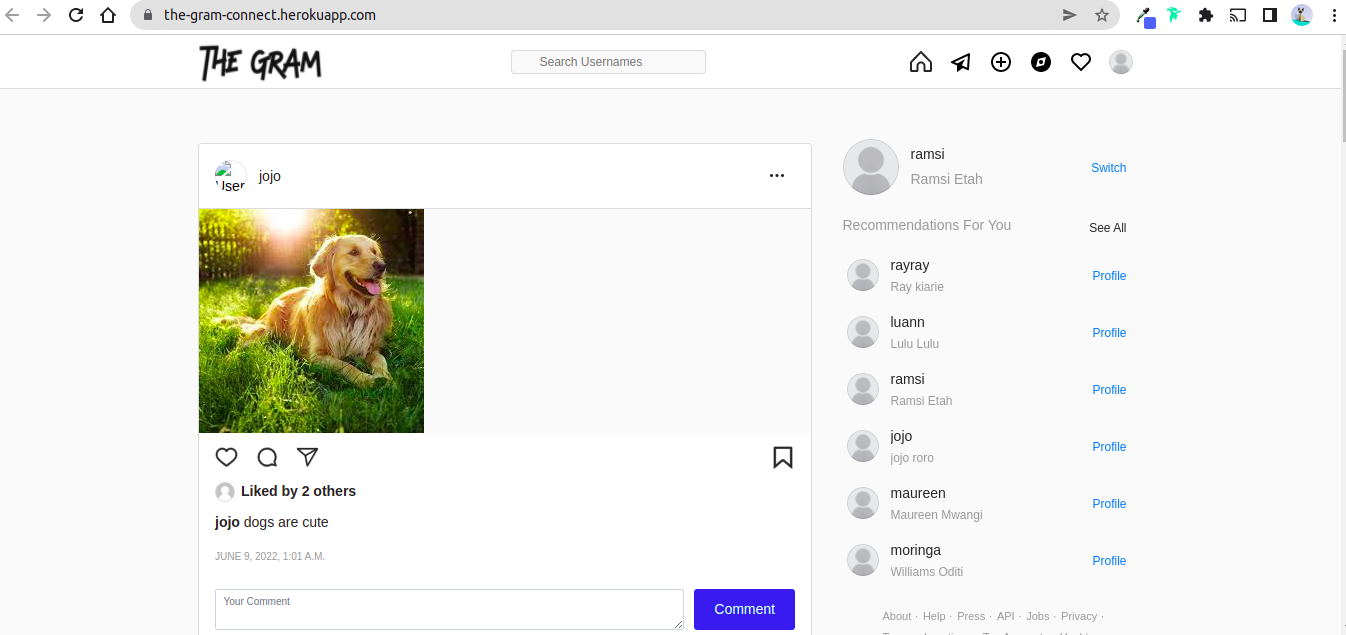 the-gram-connect.herokuapp.com
THE GRAM
Search Usernames
User
jojo
Liked by 2 others
jojo dogs are cute
JUNE 9, 2022, 1:01 A.M.
Your Comment
Comment
ramsi
Ramsi Etah
Switch
Recommendations For You
See All
rayray
Ray kiarie
Profile
luann
Lulu Lulu
Profile
ramsi
Ramsi Etah
Profile
jojo
jojo roro
Profile
maureen
Maureen Mwangi
Profile
moringa
Williams Oditi
Profile
About · Help · Press · API · Jobs · Privacy ·